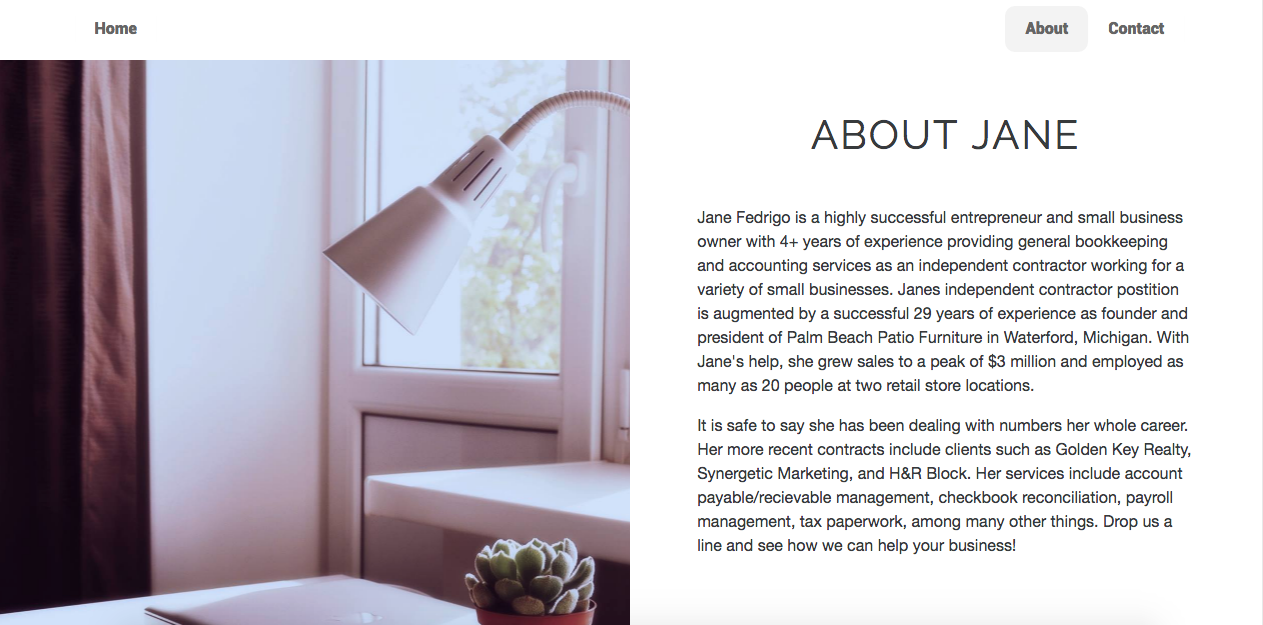 Home
About
Contact
ABOUT JANE
Jane Fedrigo is a highly successful entrepreneur and small business
owner with 4+ years of experience providing general bookkeeping
and accounting services as an independent contractor working for a
variety of small businesses. Janes independent contractor postition
is augmented by a successful 29 years of experience as founder and
president of Palm Beach Patio Furniture in Waterford, Michigan. With
Jane's help, she grew sales to a peak of $3 million and employed as
many as 20 people at two retail store locations.
It is safe to say she has been dealing with numbers her whole career.
Her more recent contracts include clients such as Golden Key Realty,
Synergetic Marketing, and H&R Block. Her services include account
payable/recievable management, checkbook reconciliation, payroll
management, tax paperwork, among many other things. Drop us a
line and see how we can help your business!